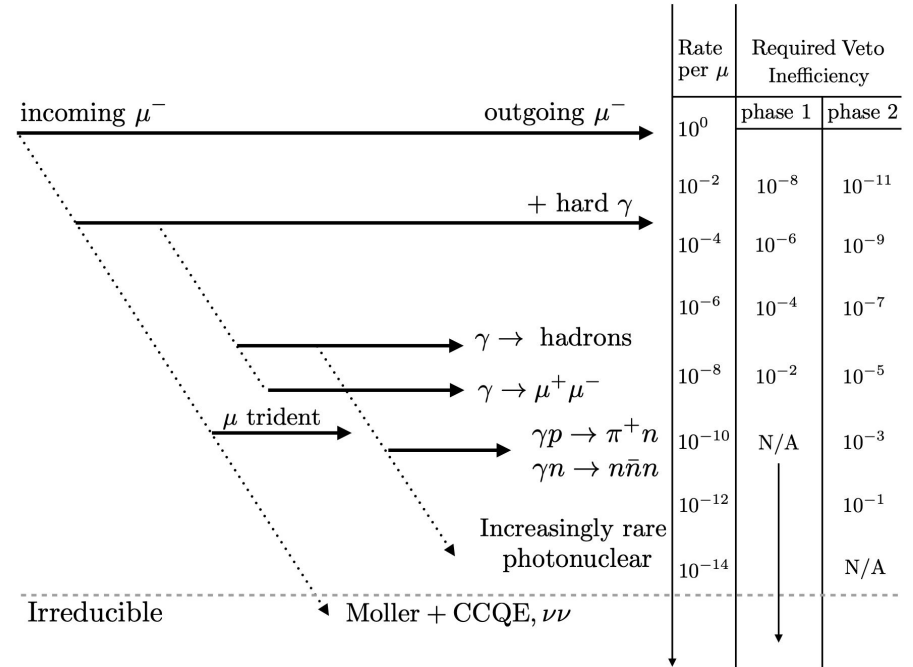 Rate per μ
Required Veto Inefficiency
phase 1 phase 2
incoming μ⁻ outgoing μ⁻
10⁰
10⁻² 10⁻⁸ 10⁻¹¹
+ hard γ
10⁻⁴ 10⁻⁶ 10⁻⁹
10⁻⁶ 10⁻⁴ 10⁻⁷
γ → hadrons
10⁻⁸ 10⁻² 10⁻⁵
γ → μ⁺μ⁻
μ trident
γp → π⁺n
10⁻¹⁰ N/A 10⁻³
γn → nn̄n
10⁻¹² 10⁻¹
Increasingly rare
photonuclear
10⁻¹⁴ N/A
Irreducible Moller + CCQE, νν